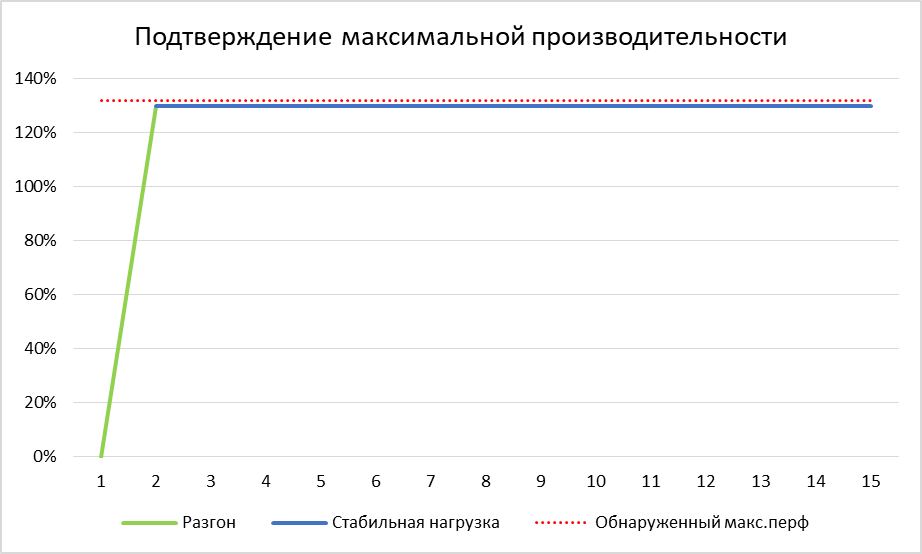 Подтверждение максимальной производительности
140%
120%
100%
80%
60%
40%
20%
0%
1 2 3 4 5 6 7 8 9 10 11 12 13 14 15
Разгон Стабильная нагрузка Обнаруженный макс.перф